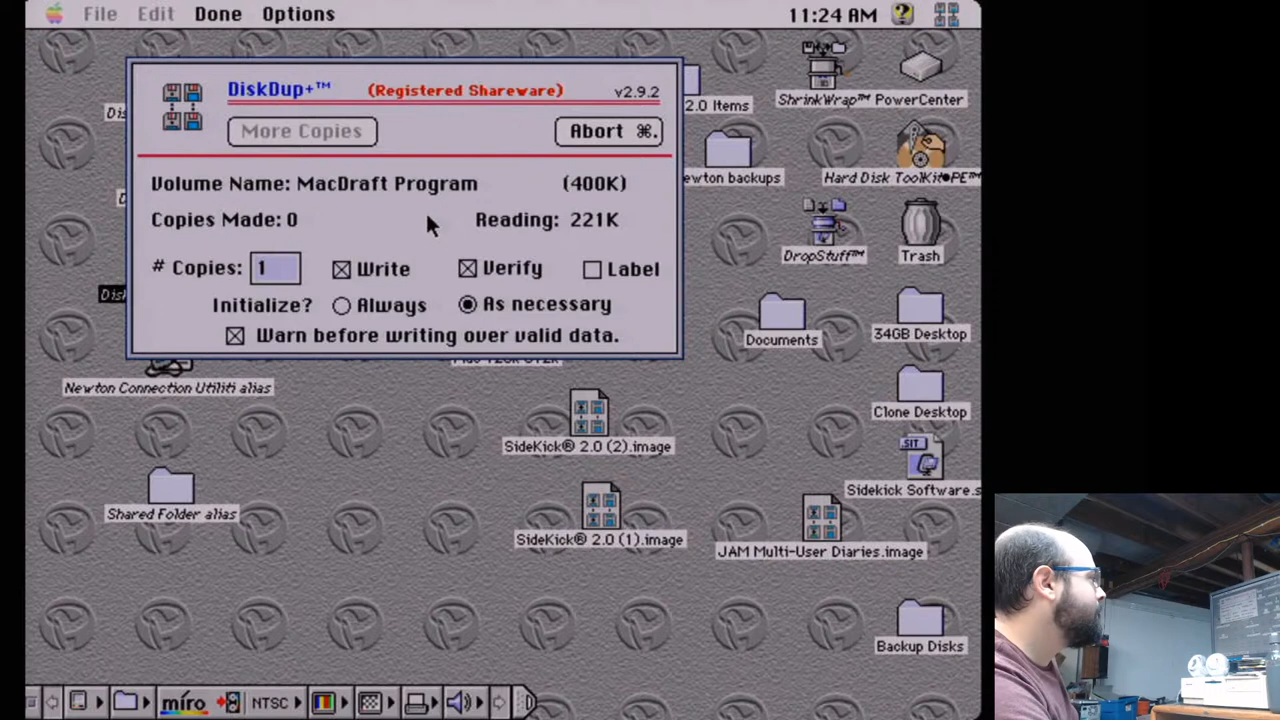 File Edit Done Options 11:24 AM
DiskDup+™ (Registered Shareware) v2.9.2
More Copies Abort ⌘.
Volume Name: MacDraft Program (400K)
Copies Made: 0 Reading: 221K
# Copies: 1 Write Verify Label
Initialize? Always As necessary
Warn before writing over valid data.
2.0 Items
ShrinkWrap™ PowerCenter
ewton backups
Hard Disk ToolKit•PE™
DropStuff™
Trash
Documents
34GB Desktop
Newton Connection Utiliti alias
Clone Desktop
SideKick® 2.0 (2).image
SIT
Sidekick Software.s
Shared Folder alias
SideKick® 2.0 (1).image
JAM Multi-User Diaries.image
Backup Disks
miro NTSC